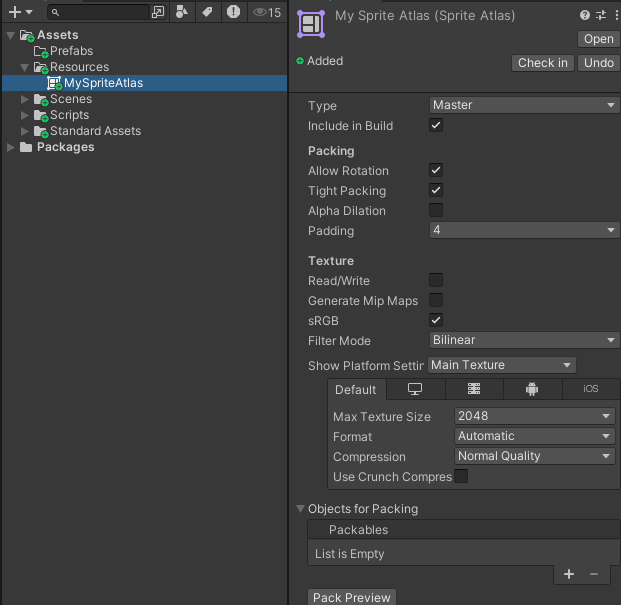 15
Assets
Prefabs
Resources
MySpriteAtlas
Scenes
Scripts
Standard Assets
Packages
My Sprite Atlas (Sprite Atlas)
Open
Added
Check in Undo
Type Master
Include in Build
Packing
Allow Rotation
Tight Packing
Alpha Dilation
Padding 4
Texture
Read/Write
Generate Mip Maps
sRGB
Filter Mode Bilinear
Show Platform Settir Main Texture
Default iOS
Max Texture Size 2048
Format Automatic
Compression Normal Quality
Use Crunch Compres
Objects for Packing
Packables
List is Empty
Pack Preview